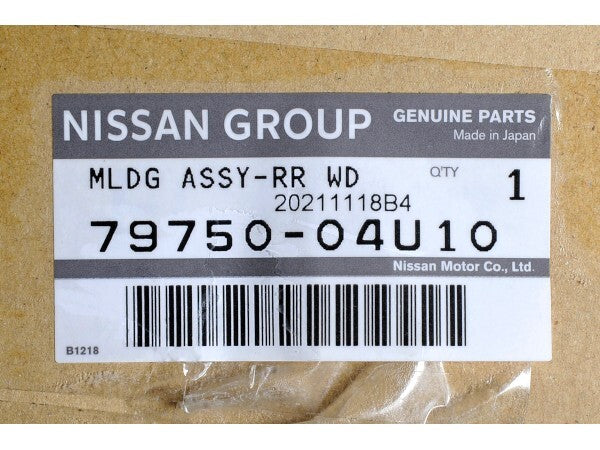 NISSAN GROUP
GENUINE PARTS
Made in Japan
MLDG ASSY-RR WD
Q'TY
1
20211118B4
79750-04U10
Nissan Motor Co., Ltd.
B1218